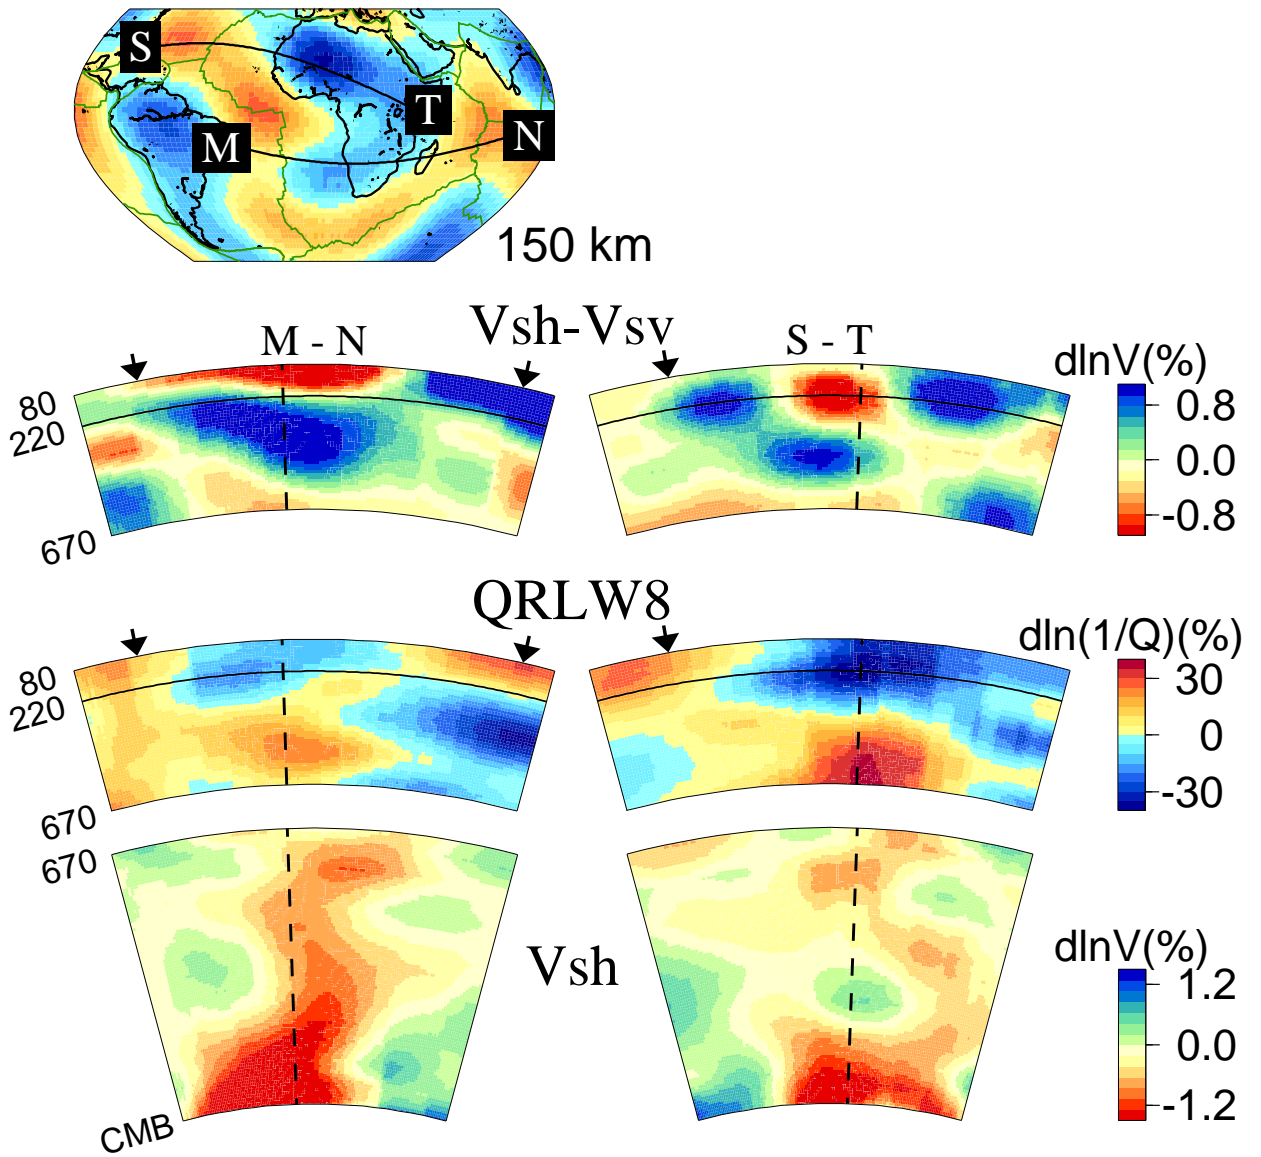 S
T
M
N
150 km
Vsh-Vsv
M - N
S - T
dlnV(%)
80
220
670
0.8
0.0
-0.8
QRLW8
dln(1/Q)(%)
80
220
670
30
0
-30
670
CMB
Vsh
dlnV(%)
1.2
0.0
-1.2